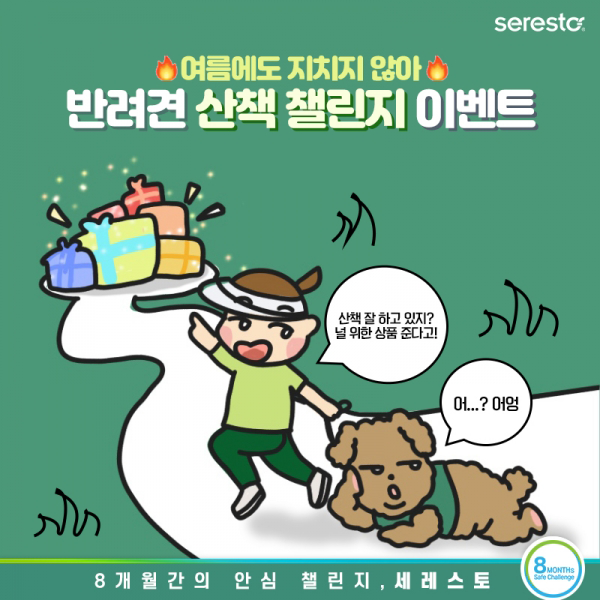 seresto
여름에도 지치지 않아
반려견 산책 챌린지 이벤트
산책 잘 하고 있지?
널 위한 상품 준다고!
어...? 어엉
8개월간의 안심 챌린지, 세레스토
8 MONTHs
Safe Challenge